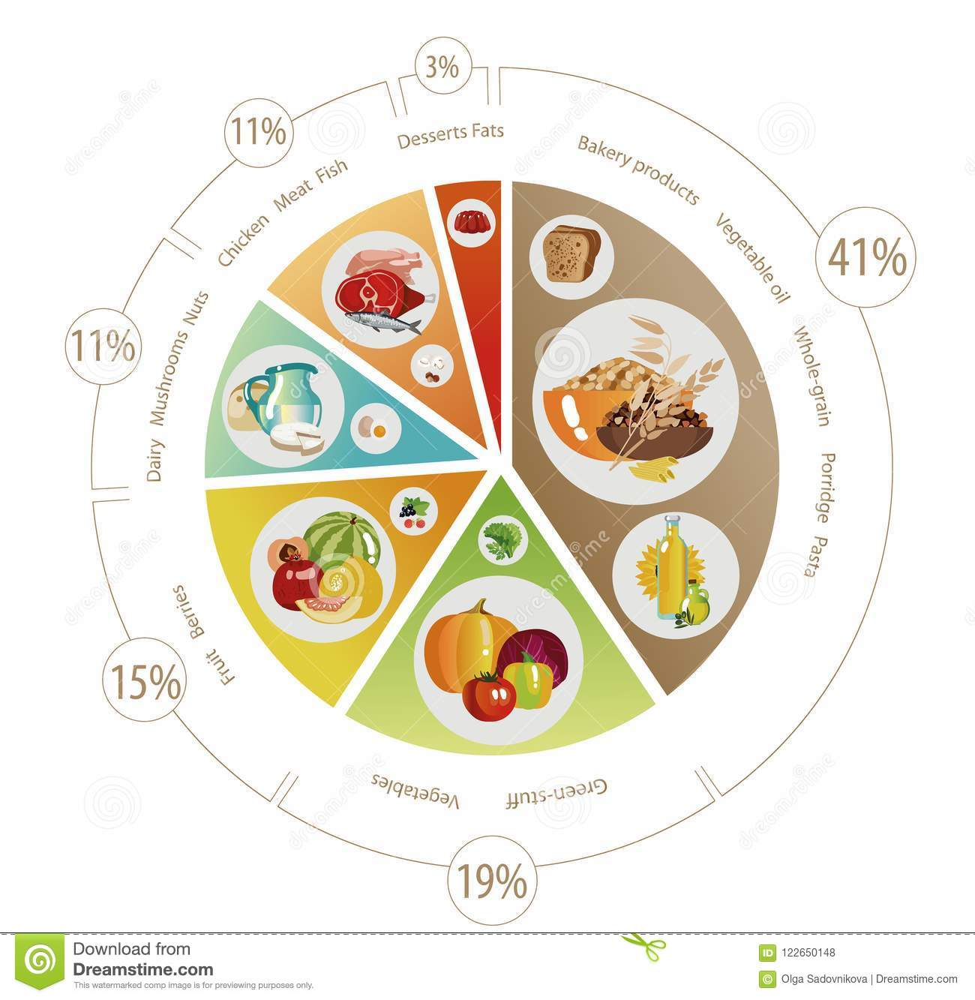 3%
Desserts Fats
41%
Bakery products
Vegetable oil
Whole-grain
Porridge Pasta
19%
Green-stuff
Vegetables
15%
Fruit Berries
11%
Dairy Mushrooms Nuts
11%
Chicken Meat Fish
dreamstime
Download from
Dreamstime.com
This watermarked comp image is for previewing purposes only.
ID 122650148
© Olga Sadovnikova | Dreamstime.com